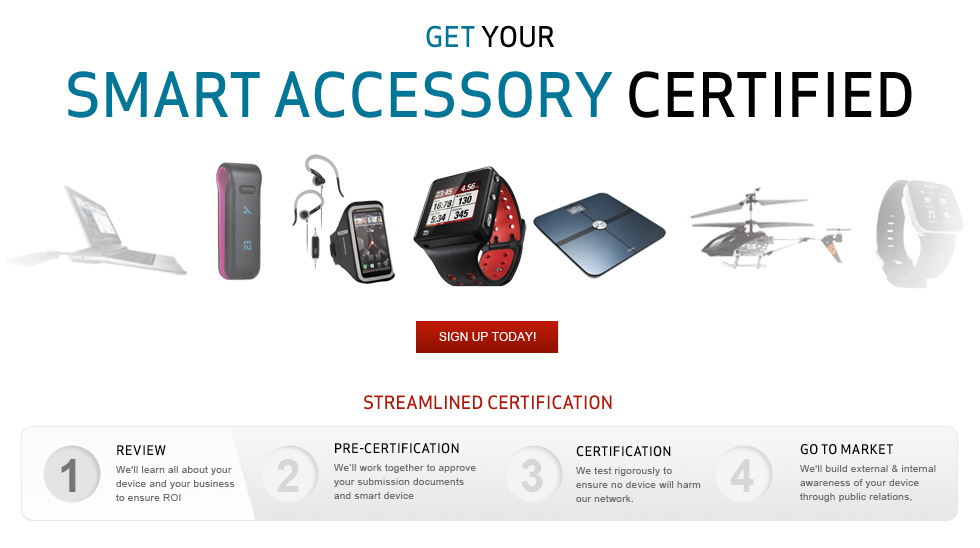 GET YOUR
SMART ACCESSORY CERTIFIED
23
23:45 4.56
16:78 130
5:34 345
SIGN UP TODAY!
STREAMLINED CERTIFICATION
1
REVIEW
We'll learn all about your
device and your business
to ensure ROI
2
PRE-CERTIFICATION
We'll work together to approve
your submission documents
and smart device
3
CERTIFICATION
We test rigorously to
ensure no device will harm
our network.
4
GO TO MARKET
We'll build external & internal
awareness of your device
through public relations,